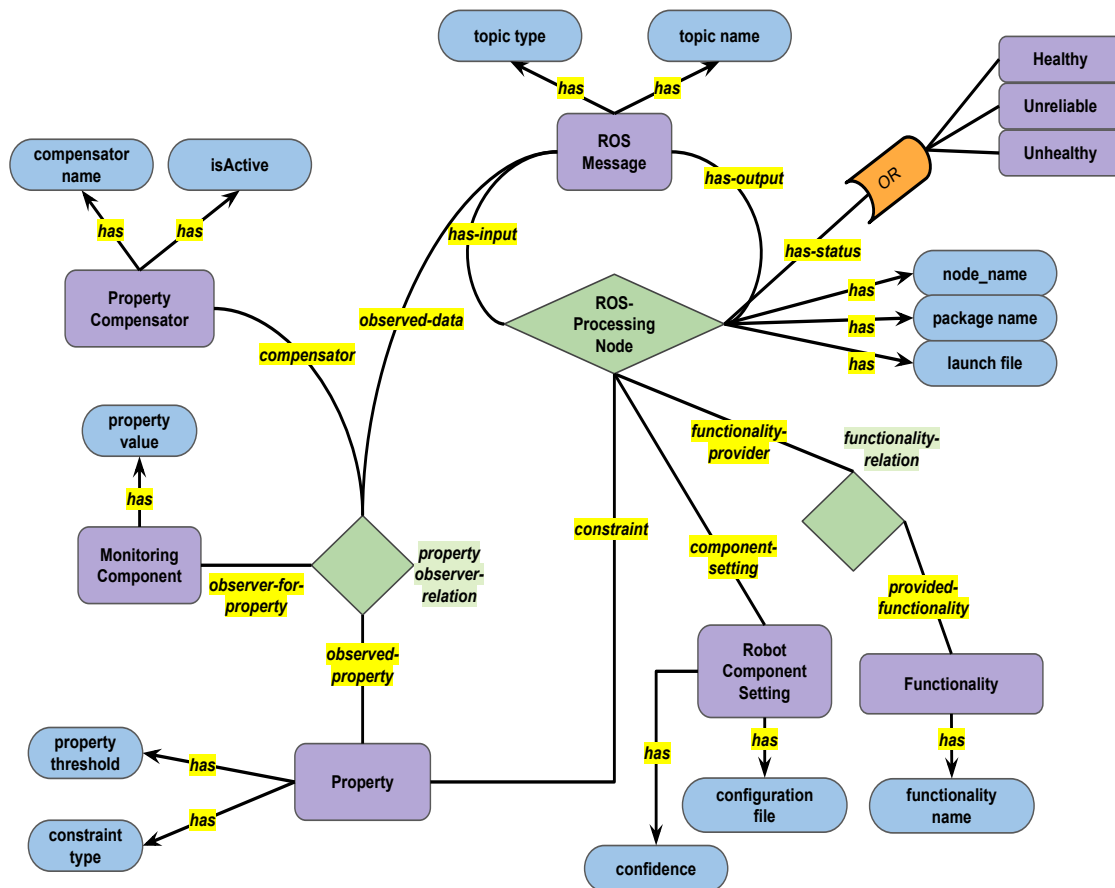 topic type
topic name
has
has
Healthy
Unreliable
Unhealthy
OR
ROS
Message
has-output
has-input
has-status
compensator
name
isActive
has
has
Property
Compensator
compensator
observed-data
ROS-
Processing
Node
has
has
has
node_name
package name
launch file
property
value
has
Monitoring
Component
observer-for-
property
property
observer-
relation
observed-
property
constraint
functionality-
provider
functionality-
relation
component-
setting
provided-
functionality
Robot
Component
Setting
Functionality
property
threshold
has
Property
constraint
type
has
has
has
has
configuration
file
functionality
name
confidence